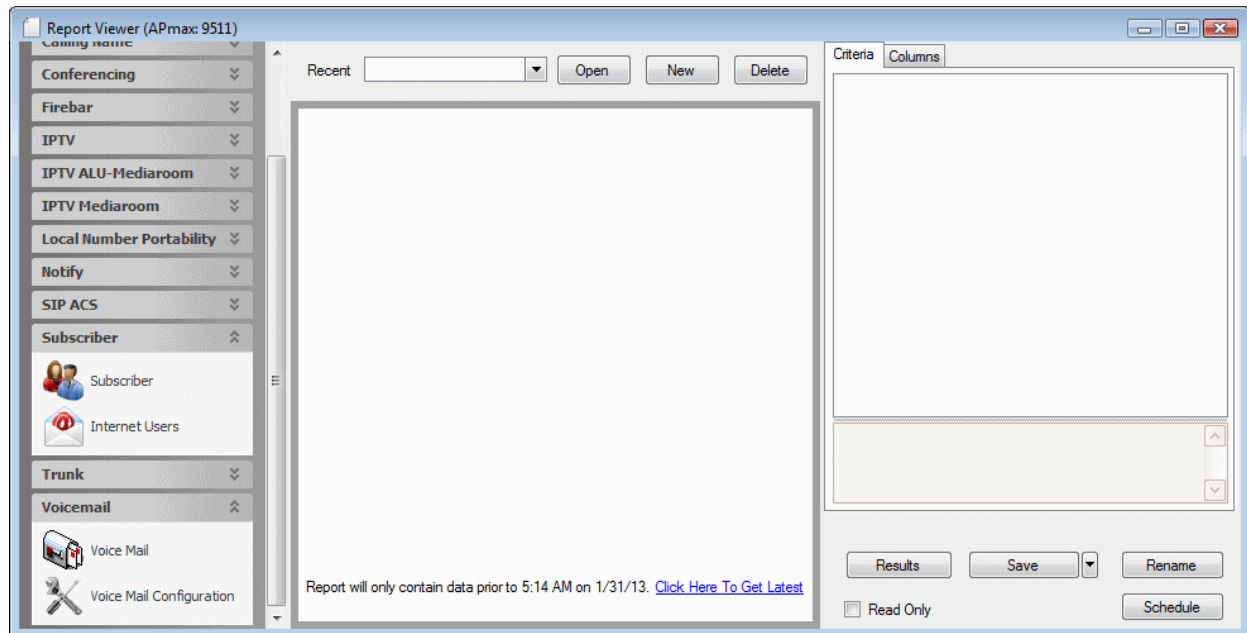 Report Viewer (APmax: 9511)
Calling Name
Conferencing
Firebar
IPTV
IPTV ALU-Mediaroom
IPTV Mediaroom
Local Number Portability
Notify
SIP ACS
Subscriber
Subscriber
Internet Users
Trunk
Voicemail
Voice Mail
Voice Mail Configuration
Recent
Open
New
Delete
Report will only contain data prior to 5:14 AM on 1/31/13. Click Here To Get Latest
Criteria
Columns
Results
Save
Rename
Read Only
Schedule